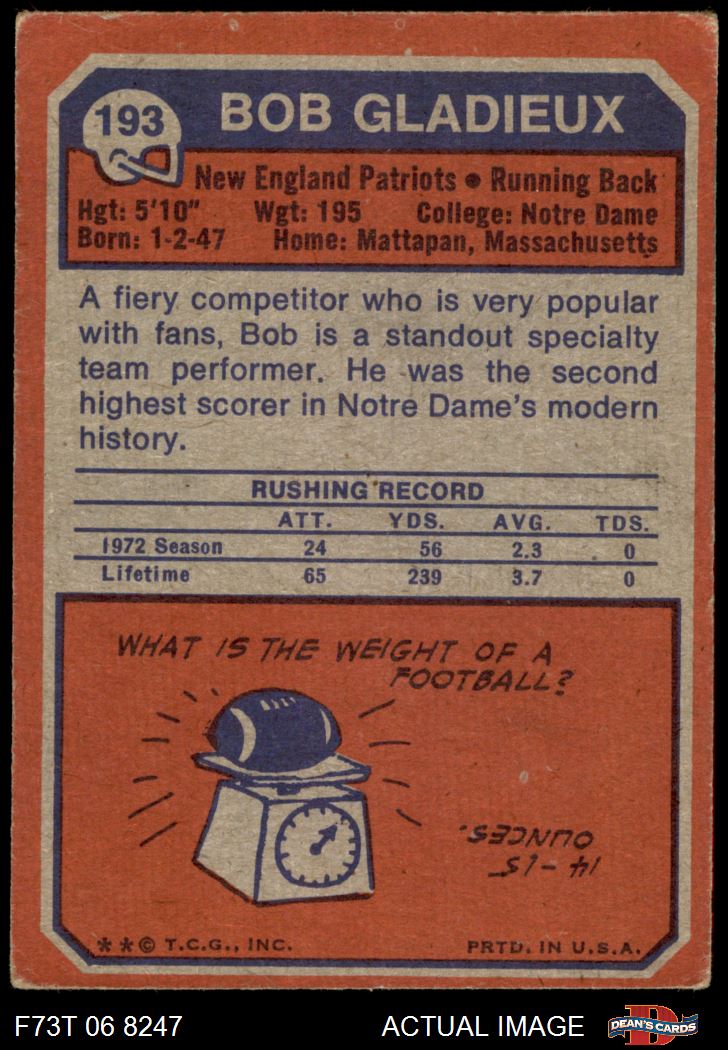 193
BOB GLADIEUX
New England Patriots • Running Back
Hgt: 5'10" Wgt: 195 College: Notre Dame
Born: 1-2-47 Home: Mattapan, Massachusetts
A fiery competitor who is very popular
with fans, Bob is a standout specialty
team performer. He was the second
highest scorer in Notre Dame's modern
history.
RUSHING RECORD
ATT. YDS. AVG. TDS.
1972 Season 24 56 2.3 0
Lifetime 65 239 3.7 0
WHAT IS THE WEIGHT OF A
FOOTBALL?
14-15
OUNCES.
**© T.C.G., INC. PRTD. IN U.S.A.
F73T 06 8247 ACTUAL IMAGE D DEAN'S CARDS